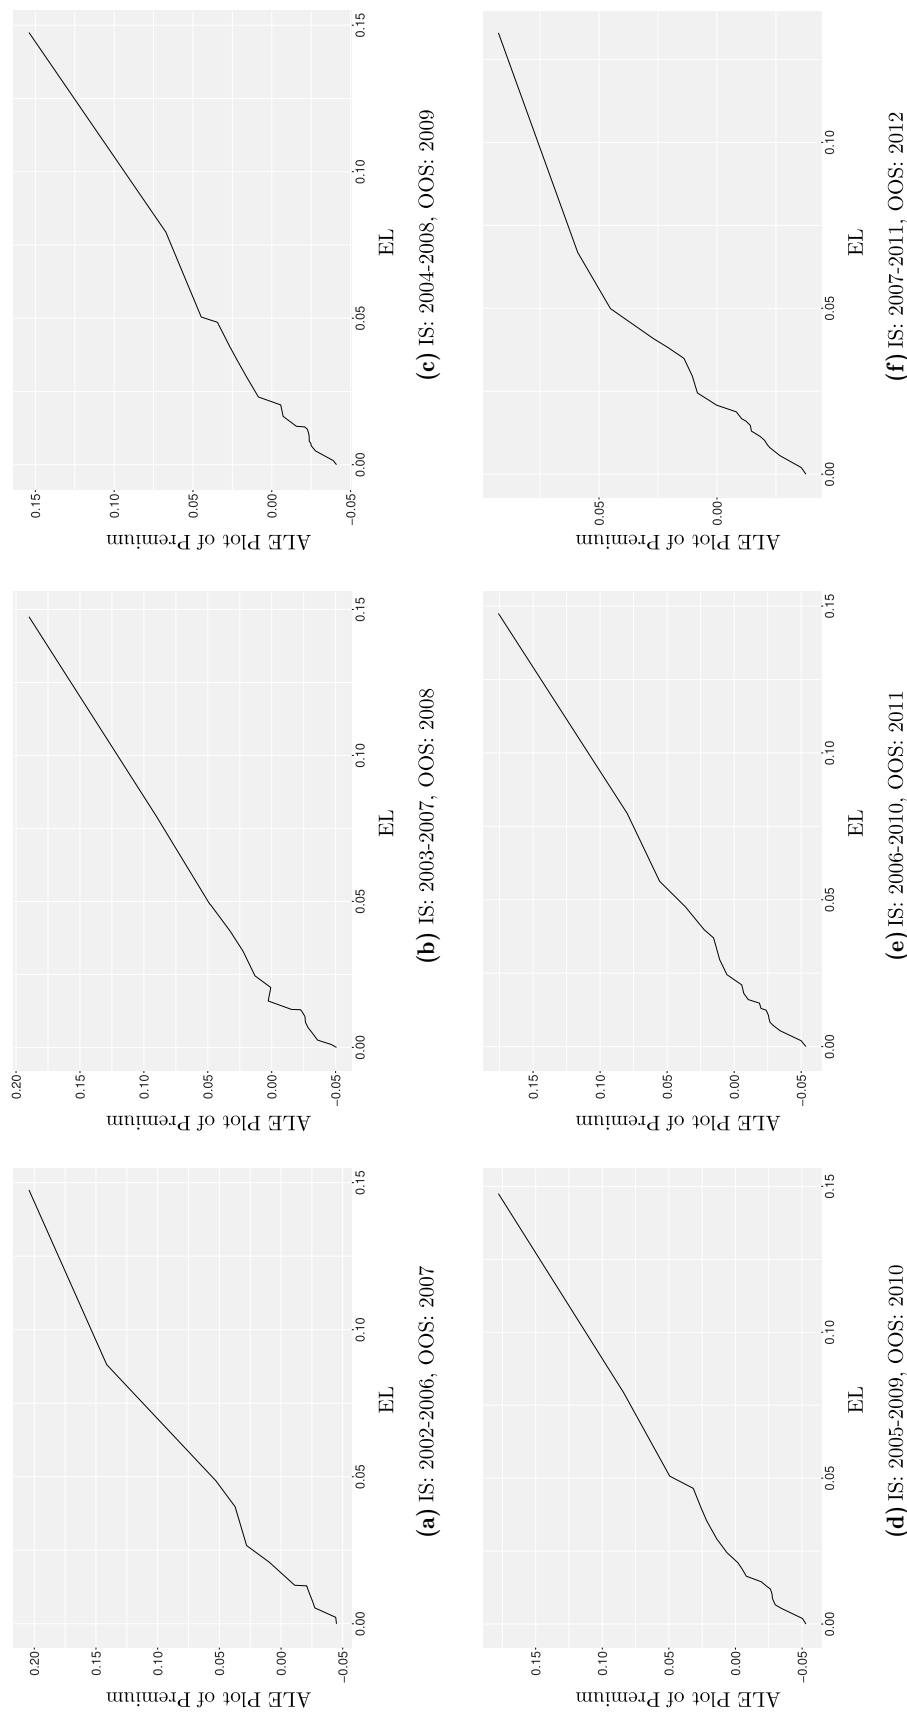 ALE Plot of Premium
0.20
0.15
0.10
0.05
0.00
−0.05
0.00
0.05
0.10
0.15
EL
(a) IS: 2002-2006, OOS: 2007
ALE Plot of Premium
0.20
0.15
0.10
0.05
0.00
−0.05
0.00
0.05
0.10
0.15
EL
(b) IS: 2003-2007, OOS: 2008
ALE Plot of Premium
0.15
0.10
0.05
0.00
−0.05
0.00
0.05
0.10
0.15
EL
(c) IS: 2004-2008, OOS: 2009
ALE Plot of Premium
0.15
0.10
0.05
0.00
−0.05
0.00
0.05
0.10
0.15
EL
(d) IS: 2005-2009, OOS: 2010
ALE Plot of Premium
0.15
0.10
0.05
0.00
−0.05
0.00
0.05
0.10
0.15
EL
(e) IS: 2006-2010, OOS: 2011
ALE Plot of Premium
0.05
0.00
0.00
0.05
0.10
EL
(f) IS: 2007-2011, OOS: 2012